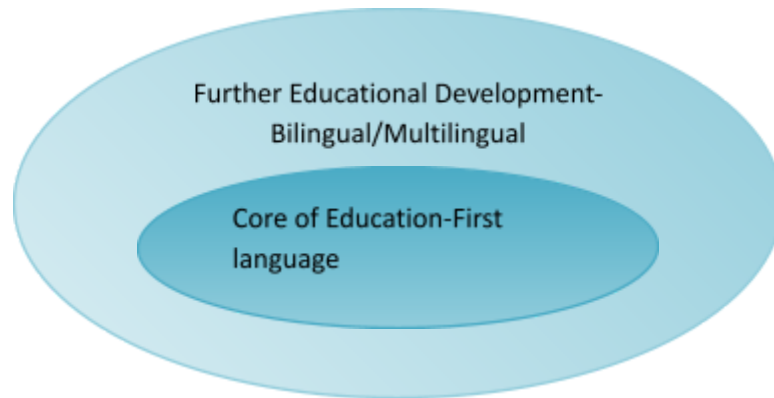 Further Educational Development-
Bilingual/Multilingual
Core of Education-First
language